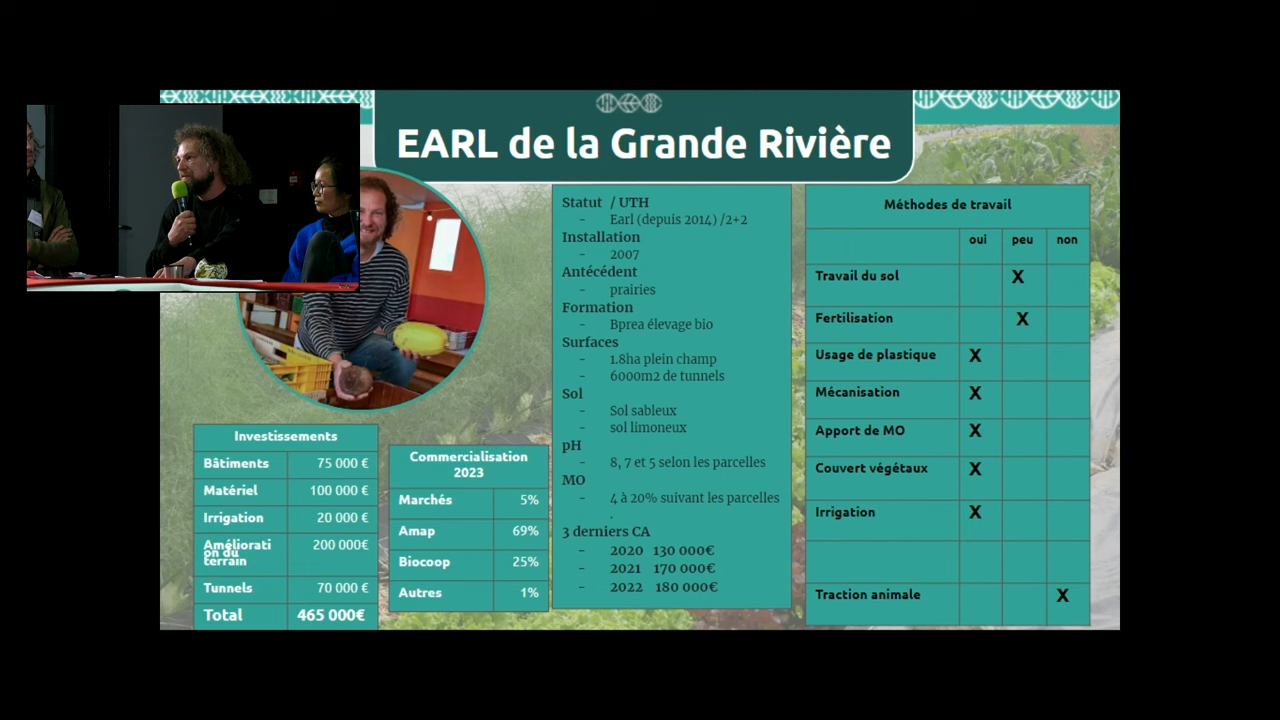 EARL de la Grande Rivière
Investissements
Bâtiments 75 000 €
Matériel 100 000 €
Irrigation 20 000 €
Améliorati
on du
terrain 200 000€
Tunnels 70 000 €
Total 465 000€
Commercialisation
2023
Marchés 5%
Amap 69%
Biocoop 25%
Autres 1%
Statut / UTH
- Earl (depuis 2014) /2+2
Installation
- 2007
Antécédent
- prairies
Formation
- Bprea élevage bio
Surfaces
- 1.8ha plein champ
- 6000m2 de tunnels
Sol
- Sol sableux
- sol limoneux
pH
- 8, 7 et 5 selon les parcelles
MO
- 4 à 20% suivant les parcelles
.
3 derniers CA
- 2020 130 000€
- 2021 170 000€
- 2022 180 000€
Méthodes de travail
oui peu non
Travail du sol X
Fertilisation X
Usage de plastique X
Mécanisation X
Apport de MO X
Couvert végétaux X
Irrigation X
Traction animale X